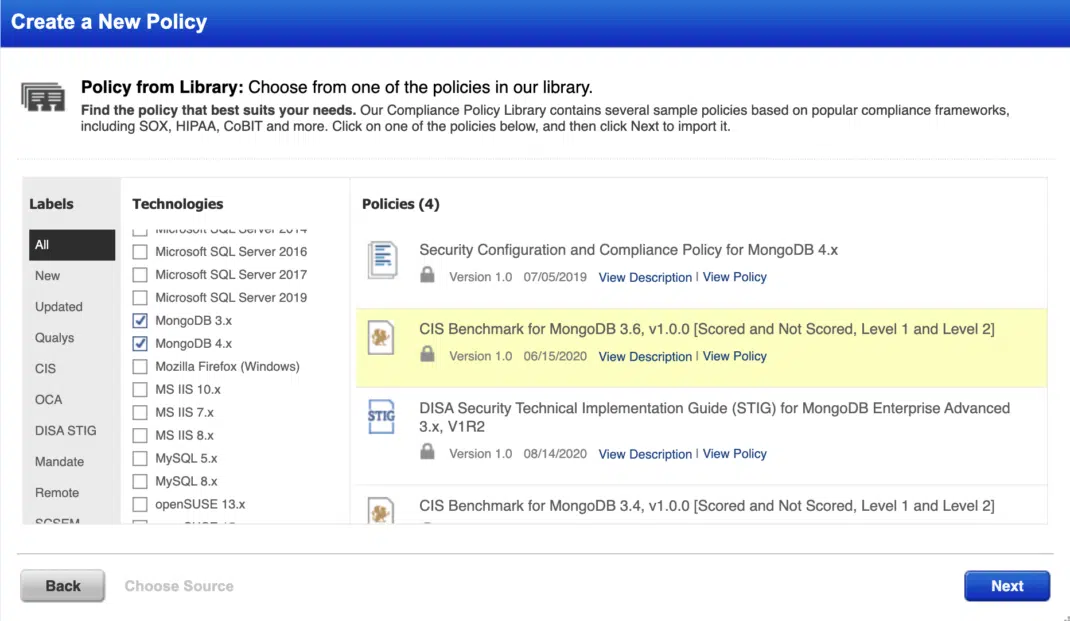 Create a New Policy
Policy from Library: Choose from one of the policies in our library.
Find the policy that best suits your needs. Our Compliance Policy Library contains several sample policies based on popular compliance frameworks,
including SOX, HIPAA, CoBIT and more. Click on one of the policies below, and then click Next to import it.
Labels
All
New
Updated
Qualys
CIS
OCA
DISA STIG
Mandate
Remote
SCSEM
Technologies
Microsoft SQL Server 2014
Microsoft SQL Server 2016
Microsoft SQL Server 2017
Microsoft SQL Server 2019
MongoDB 3.x
MongoDB 4.x
Mozilla Firefox (Windows)
MS IIS 10.x
MS IIS 7.x
MS IIS 8.x
MySQL 5.x
MySQL 8.x
openSUSE 13.x
Policies (4)
Security Configuration and Compliance Policy for MongoDB 4.x
Version 1.0 07/05/2019 View Description | View Policy
CIS Benchmark for MongoDB 3.6, v1.0.0 [Scored and Not Scored, Level 1 and Level 2]
Version 1.0 06/15/2020 View Description | View Policy
STIG
DISA Security Technical Implementation Guide (STIG) for MongoDB Enterprise Advanced
3.x, V1R2
Version 1.0 08/14/2020 View Description | View Policy
CIS Benchmark for MongoDB 3.4, v1.0.0 [Scored and Not Scored, Level 1 and Level 2]
Back
Choose Source
Next